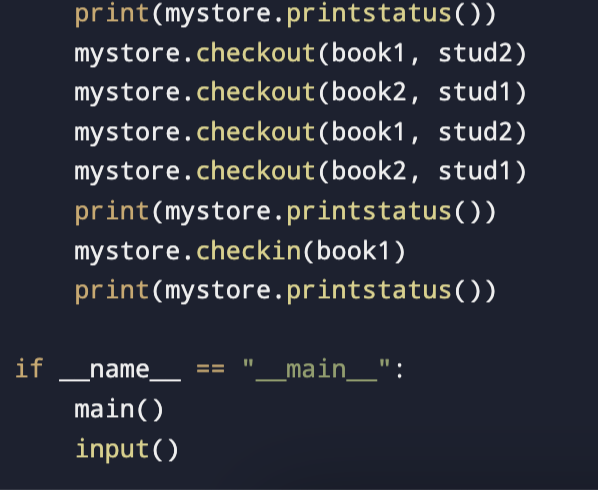 print(mystore.printstatus())
mystore.checkout(book1, stud2)
mystore.checkout(book2, stud1)
mystore.checkout(book1, stud2)
mystore.checkout(book2, stud1)
print(mystore.printstatus())
mystore.checkin(book1)
print(mystore.printstatus())
if __name__ == "__main__":
main()
input()